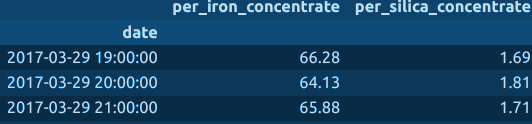 per_iron_concentrate per_silica_concentrate
date
2017-03-29 19:00:00 66.28 1.69
2017-03-29 20:00:00 64.13 1.81
2017-03-29 21:00:00 65.88 1.71